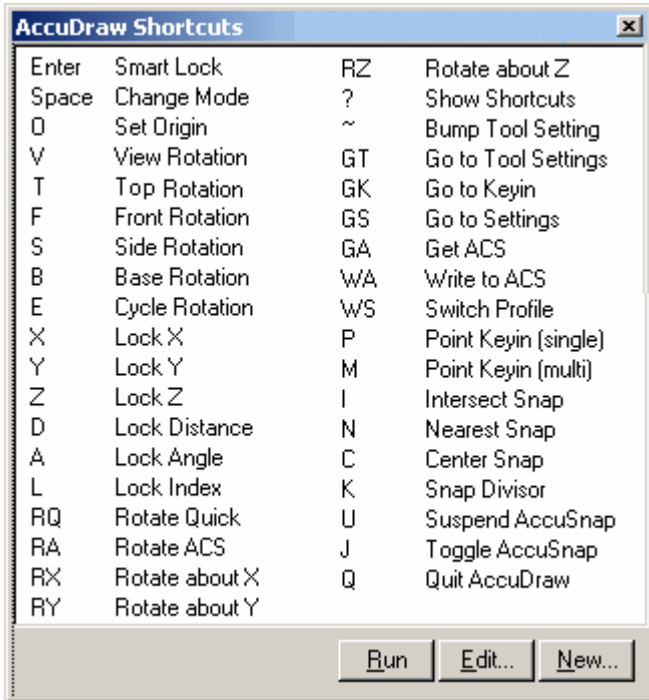 AccuDraw Shortcuts
Enter Smart Lock
Space Change Mode
O Set Origin
V View Rotation
T Top Rotation
F Front Rotation
S Side Rotation
B Base Rotation
E Cycle Rotation
X Lock X
Y Lock Y
Z Lock Z
D Lock Distance
A Lock Angle
L Lock Index
RQ Rotate Quick
RA Rotate ACS
RX Rotate about X
RY Rotate about Y
RZ Rotate about Z
? Show Shortcuts
~ Bump Tool Setting
GT Go to Tool Settings
GK Go to Keyin
GS Go to Settings
GA Get ACS
WA Write to ACS
WS Switch Profile
P Point Keyin (single)
M Point Keyin (multi)
I Intersect Snap
N Nearest Snap
C Center Snap
K Snap Divisor
U Suspend AccuSnap
J Toggle AccuSnap
Q Quit AccuDraw
Run Edit... New...